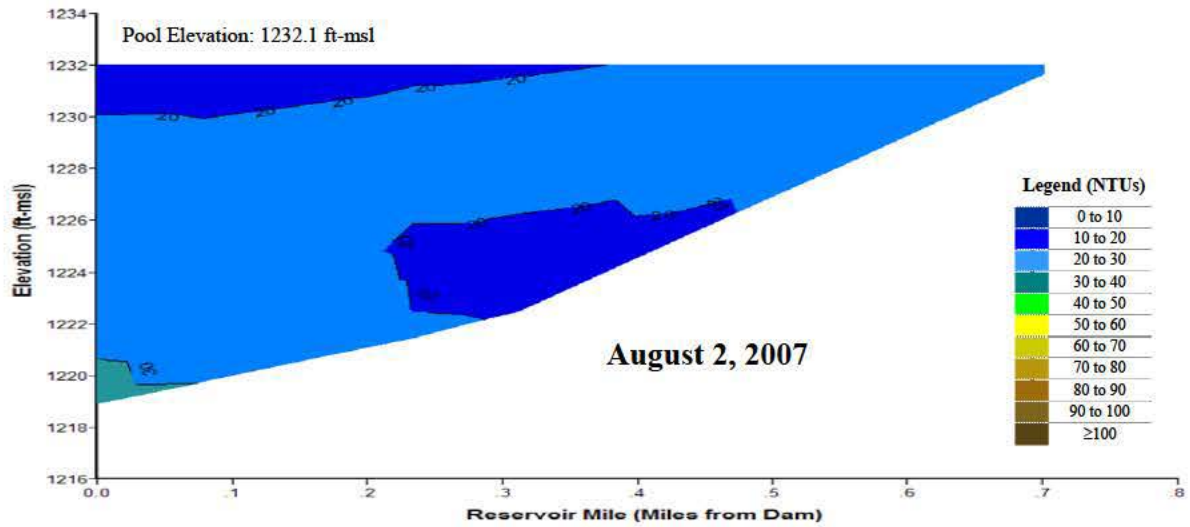 1234
Pool Elevation: 1232.1 ft-msl
1232
1230
1228
1226
1224
1222
1220
1218
1216
Elevation (ft-msl)
20 20 20 20 20
20 20
20
30
August 2, 2007
Legend (NTUs)
0 to 10
10 to 20
20 to 30
30 to 40
40 to 50
50 to 60
60 to 70
70 to 80
80 to 90
90 to 100
≥100
0.0 .1 .2 .3 .4 .5 .6 .7 .8
Reservoir Mile (Miles from Dam)